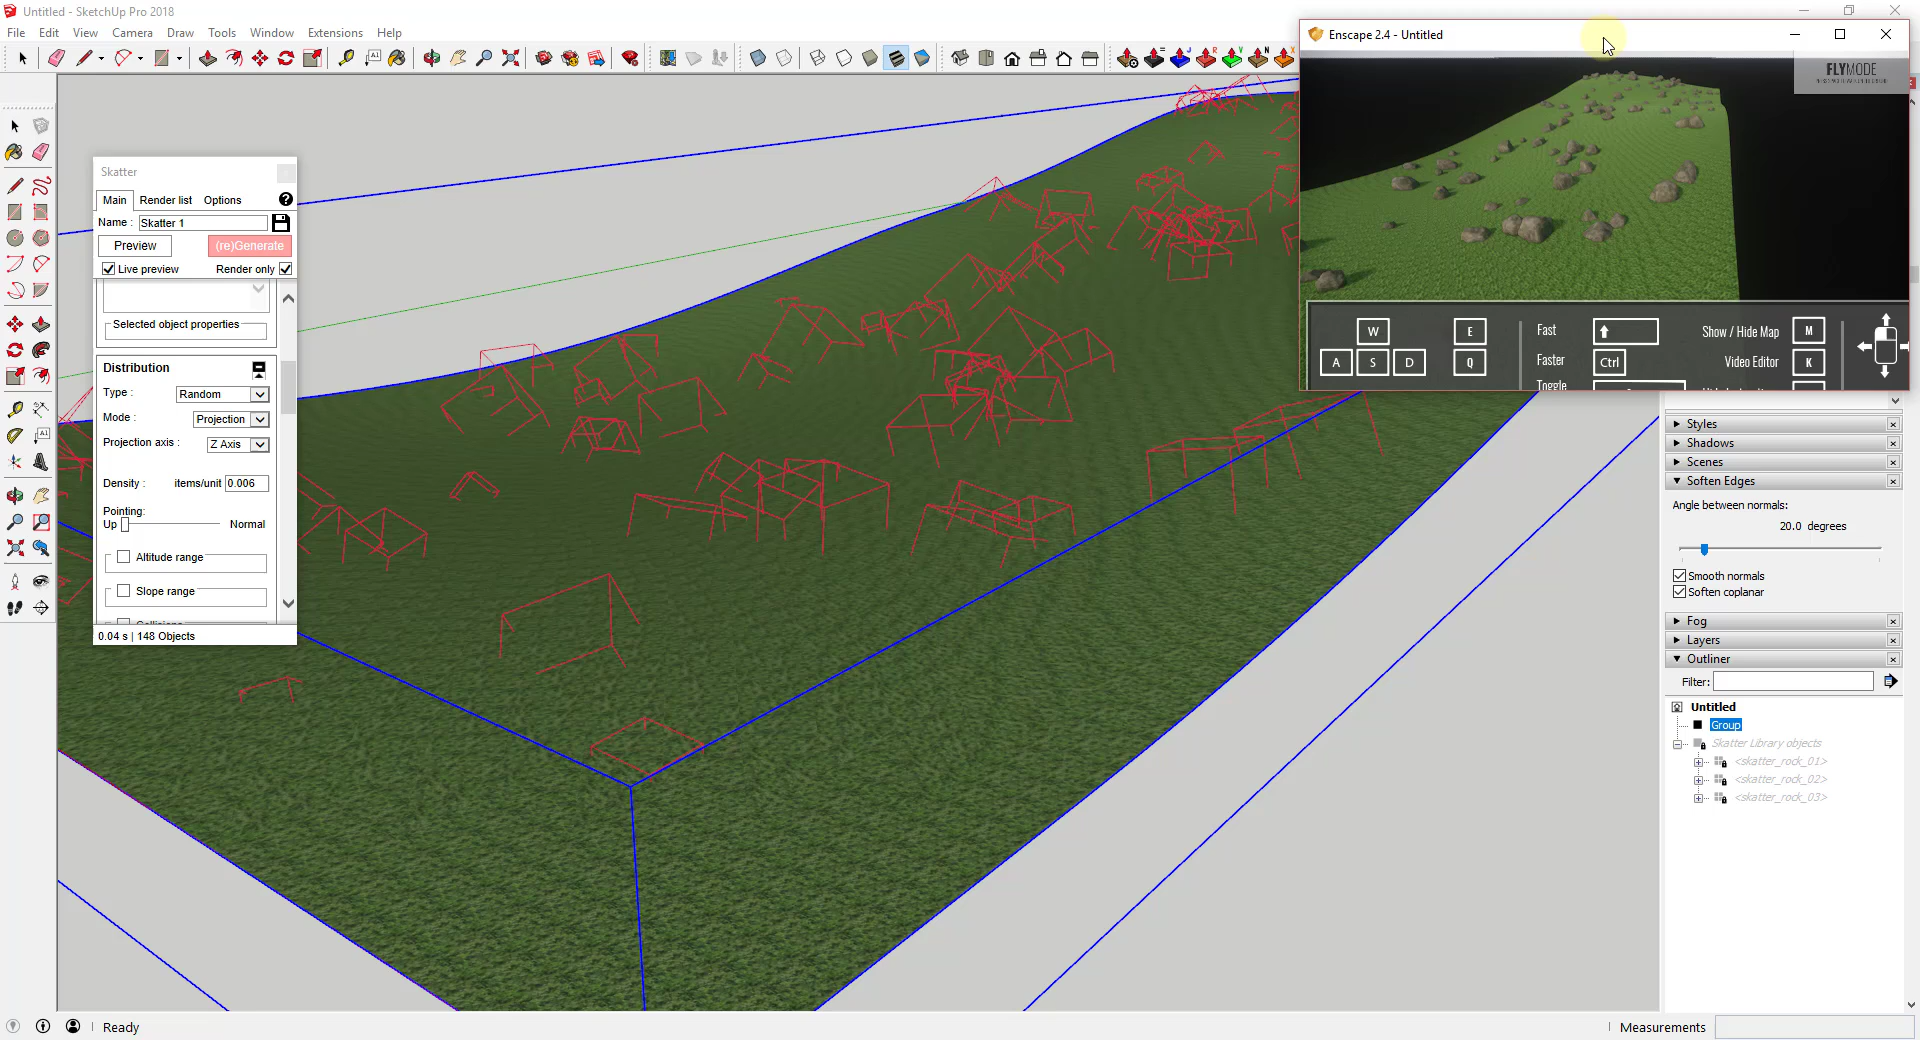 Untitled - SketchUp Pro 2018
File Edit View Camera Draw Tools Window Extensions Help
Enscape 2.4 - Untitled
FLYMODE
Skatter
Main Render list Options
Name : Skatter 1
Preview (re)Generate
Live preview Render only
Selected object properties
Distribution
Type : Random
Mode : Projection
Projection axis : Z Axis
Density : items/unit 0.006
Pointing:
Up Normal
Altitude range
Slope range
0.04 s | 148 Objects
W E Fast Show / Hide Map M
A S D Q Faster Ctrl Video Editor K
Toggle
Styles
Shadows
Scenes
Soften Edges
Angle between normals:
20.0 degrees
Smooth normals
Soften coplanar
Fog
Layers
Outliner
Filter:
Untitled
Group
Skatter Library objects
<skatter_rock_01>
<skatter_rock_02>
<skatter_rock_03>
Ready
Measurements